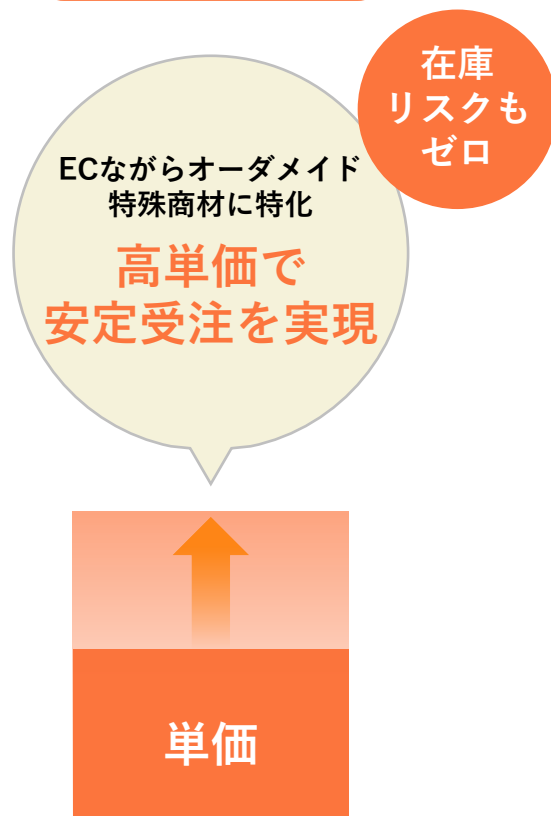 在庫
リスクも
ゼロ
ECながらオーダメイド
特殊商材に特化
高単価で
安定受注を実現
単価